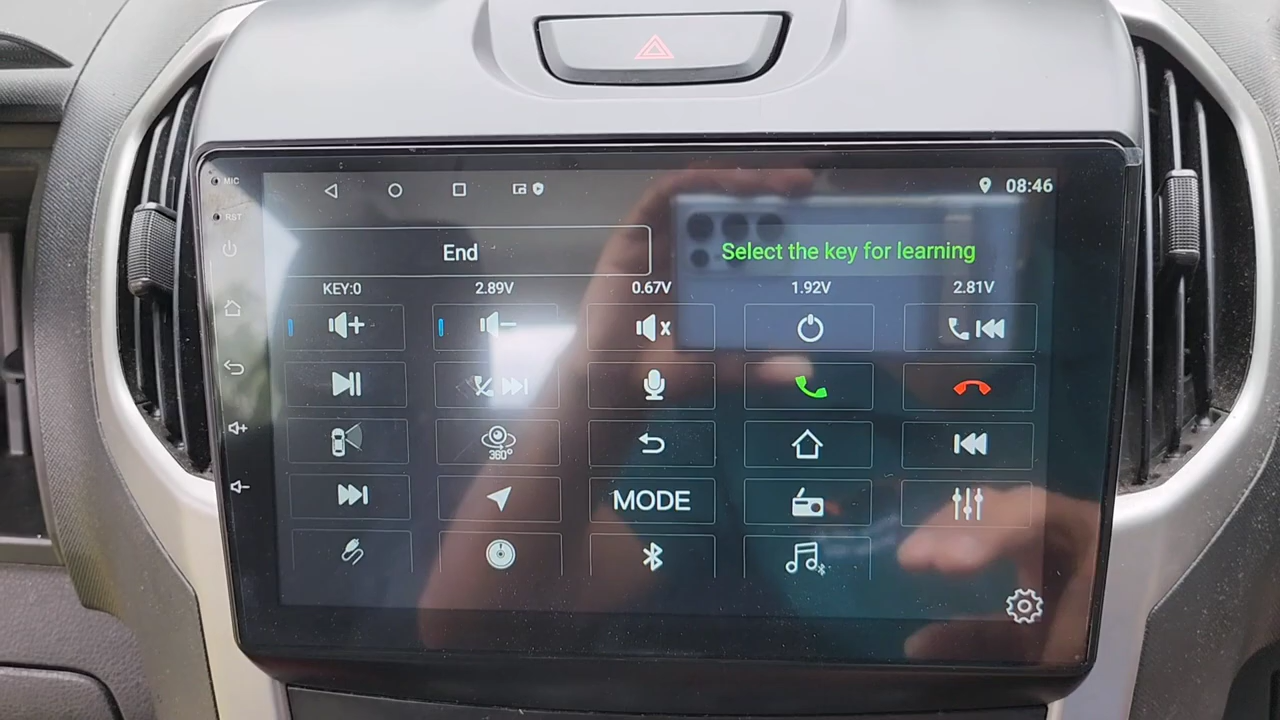 MIC
08:46
RST
End
Select the key for learning
KEY:0 2.89V 0.67V 1.92V 2.81V
360°
MODE